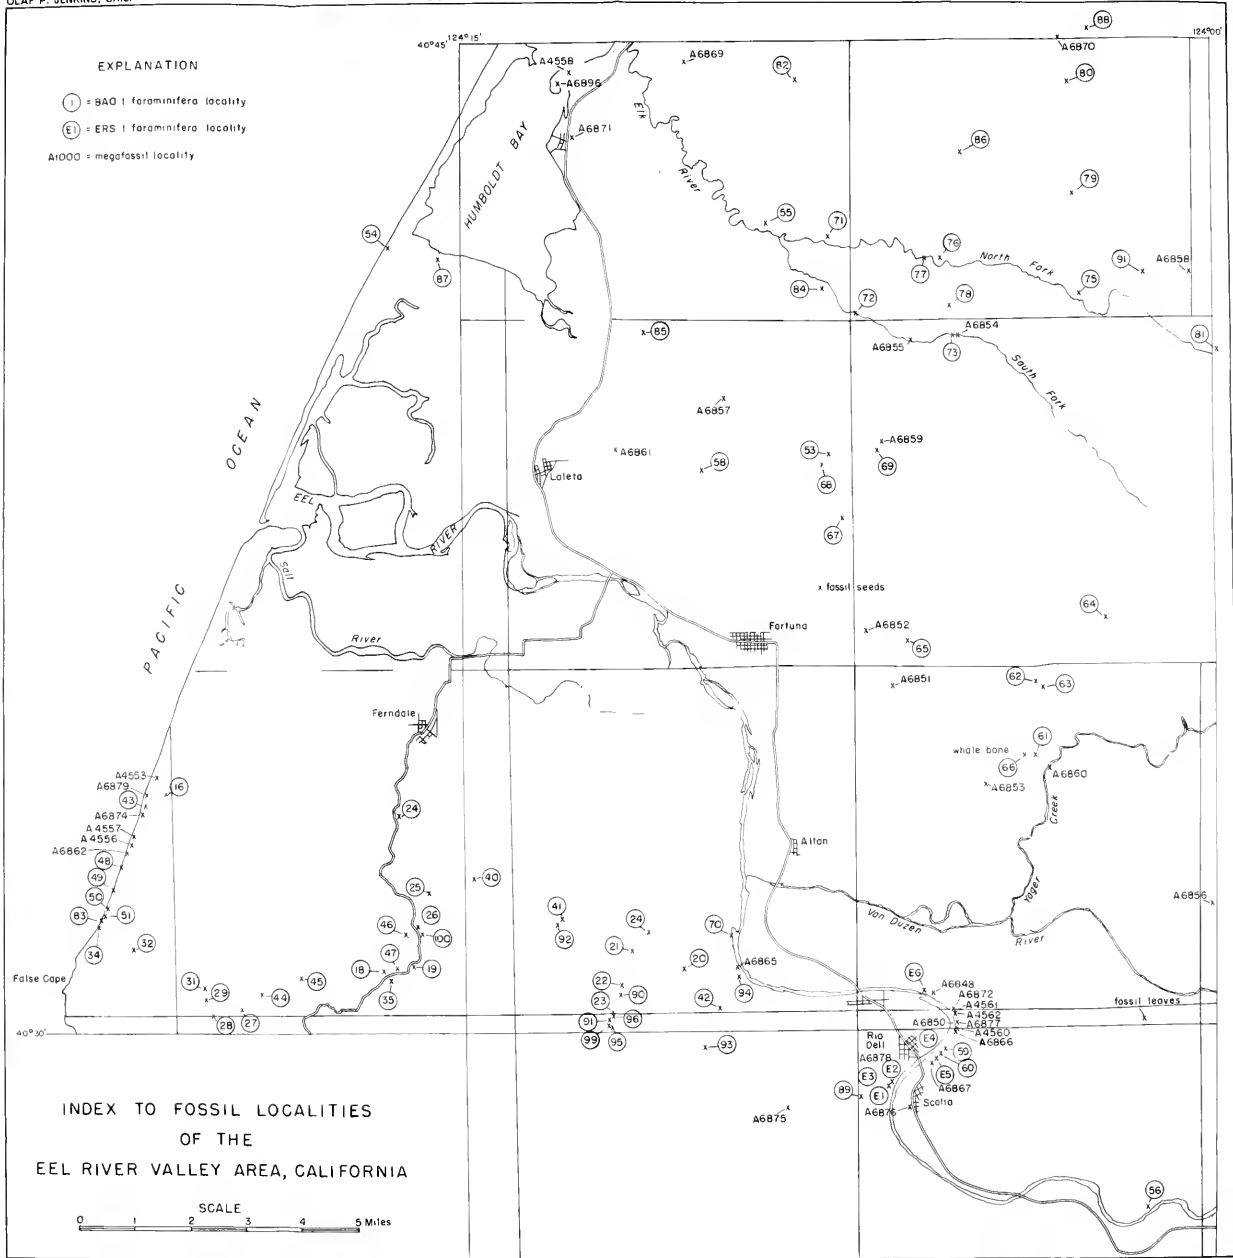 OLAF P. JENKINS, CHIEF
40°45'
124°15'
124°00'
EXPLANATION
1 = BAO 1 foraminifera locality
E1 = ERS 1 foraminifera locality
A1000 = megafossil locality
88
A6870
A6869
A4558
A6896
82
80
A6871
86
79
Elk
River
HUMBOLDT BAY
54
87
55
71
76
77
North Fork
91
A6858
75
84
72
78
85
A6854
A6855
73
81
South Fork
A6857
OCEAN
A6859
A6861
58
53
69
68
Loleta
EEL
RIVER
67
Salt
River
fossil seeds
PACIFIC
Fortuna
A6852
64
65
A6851
62
63
Ferndale
whale bone
61
66
A6860
A6853
A4553
A6879
16
43
A6874
24
A4557
A4556
A6862
Alton
Yager
Creek
48
49
40
25
50
83
51
34
32
41
92
24
26
46
100
21
70
Van Duzen
River
A6856
47
18
19
35
20
A6865
94
False Cape
31
29
45
44
22
90
42
E6
A6848
A6872
A4561
A4562
A6850
A6877
A4560
A6866
fossil leaves
28
27
23
96
91
99
95
40°30'
93
Rio
Dell
E4
59
60
A6878
E2
E3
E5
A6867
89
E1
A6876
Scotia
A6875
56
INDEX TO FOSSIL LOCALITIES
OF THE
EEL RIVER VALLEY AREA, CALIFORNIA
SCALE
0 1 2 3 4 5 Miles